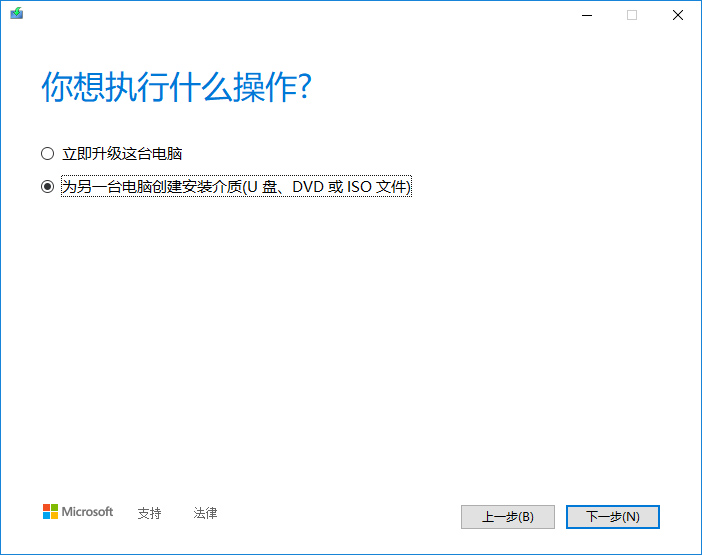 你想执行什么操作?
立即升级这台电脑
为另一台电脑创建安装介质(U 盘、DVD 或 ISO 文件)
Microsoft 支持 法律 上一步(B) 下一步(N)